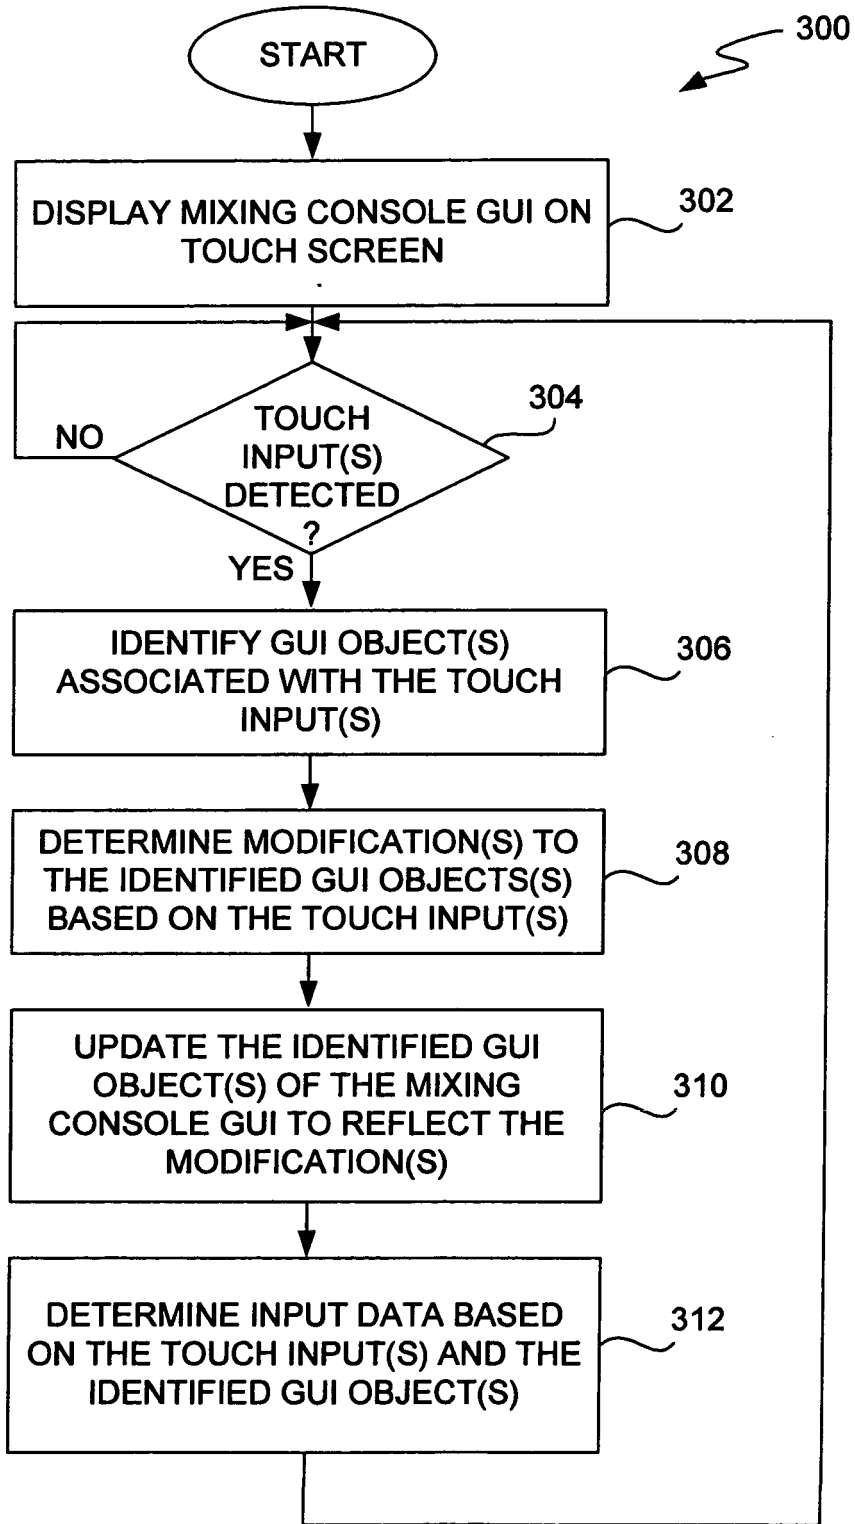 START
300
DISPLAY MIXING CONSOLE GUI ON
TOUCH SCREEN
302
TOUCH
INPUT(S)
DETECTED
?
304
NO
YES
IDENTIFY GUI OBJECT(S)
ASSOCIATED WITH THE TOUCH
INPUT(S)
306
DETERMINE MODIFICATION(S) TO
THE IDENTIFIED GUI OBJECTS(S)
BASED ON THE TOUCH INPUT(S)
308
UPDATE THE IDENTIFIED GUI
OBJECT(S) OF THE MIXING
CONSOLE GUI TO REFLECT THE
MODIFICATION(S)
310
DETERMINE INPUT DATA BASED
ON THE TOUCH INPUT(S) AND THE
IDENTIFIED GUI OBJECT(S)
312